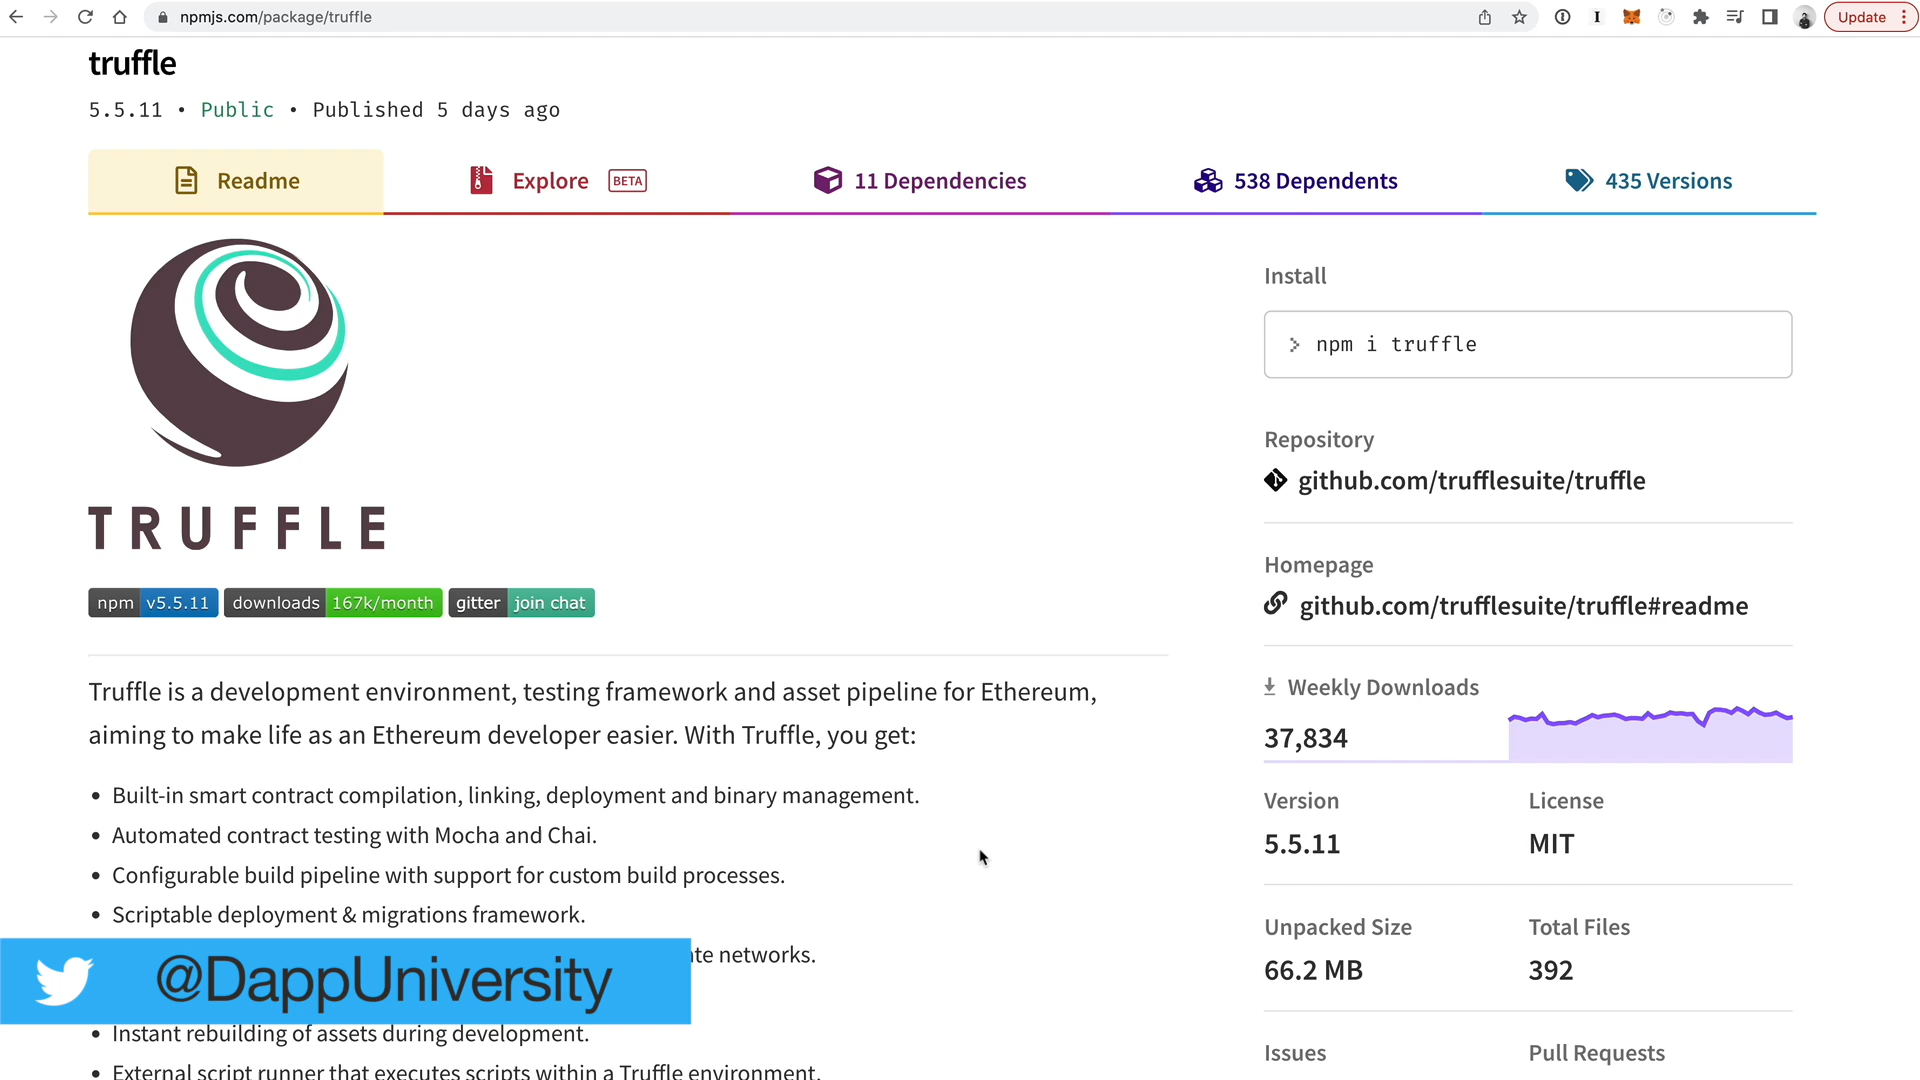 npmjs.com/package/truffle
Update
truffle
5.5.11 • Public • Published 5 days ago
Readme
Explore BETA
11 Dependencies
538 Dependents
435 Versions
TRUFFLE
npm v5.5.11 downloads 167k/month gitter join chat
Truffle is a development environment, testing framework and asset pipeline for Ethereum,
aiming to make life as an Ethereum developer easier. With Truffle, you get:
• Built-in smart contract compilation, linking, deployment and binary management.
• Automated contract testing with Mocha and Chai.
• Configurable build pipeline with support for custom build processes.
• Scriptable deployment & migrations framework.
networks.
@DappUniversity
• Instant rebuilding of assets during development.
• External script runner that executes scripts within a Truffle environment.
Install
> npm i truffle
Repository
github.com/trufflesuite/truffle
Homepage
github.com/trufflesuite/truffle#readme
Weekly Downloads
37,834
Version
5.5.11
License
MIT
Unpacked Size
66.2 MB
Total Files
392
Issues
Pull Requests